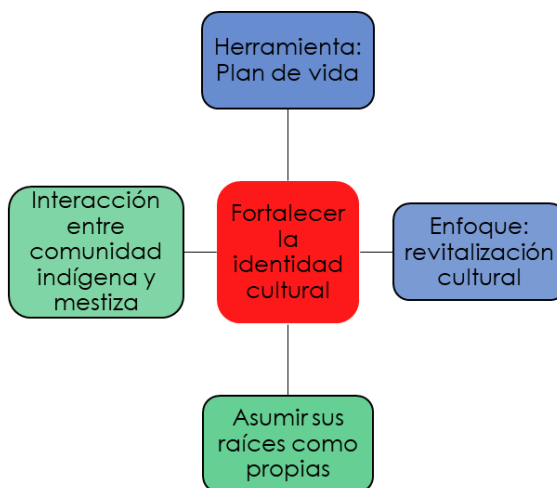 Herramienta:
Plan de vida
Interacción
entre
comunidad
indígena y
mestiza
Fortalecer
la
identidad
cultural
Enfoque:
revitalización
cultural
Asumir sus
raíces como
propias